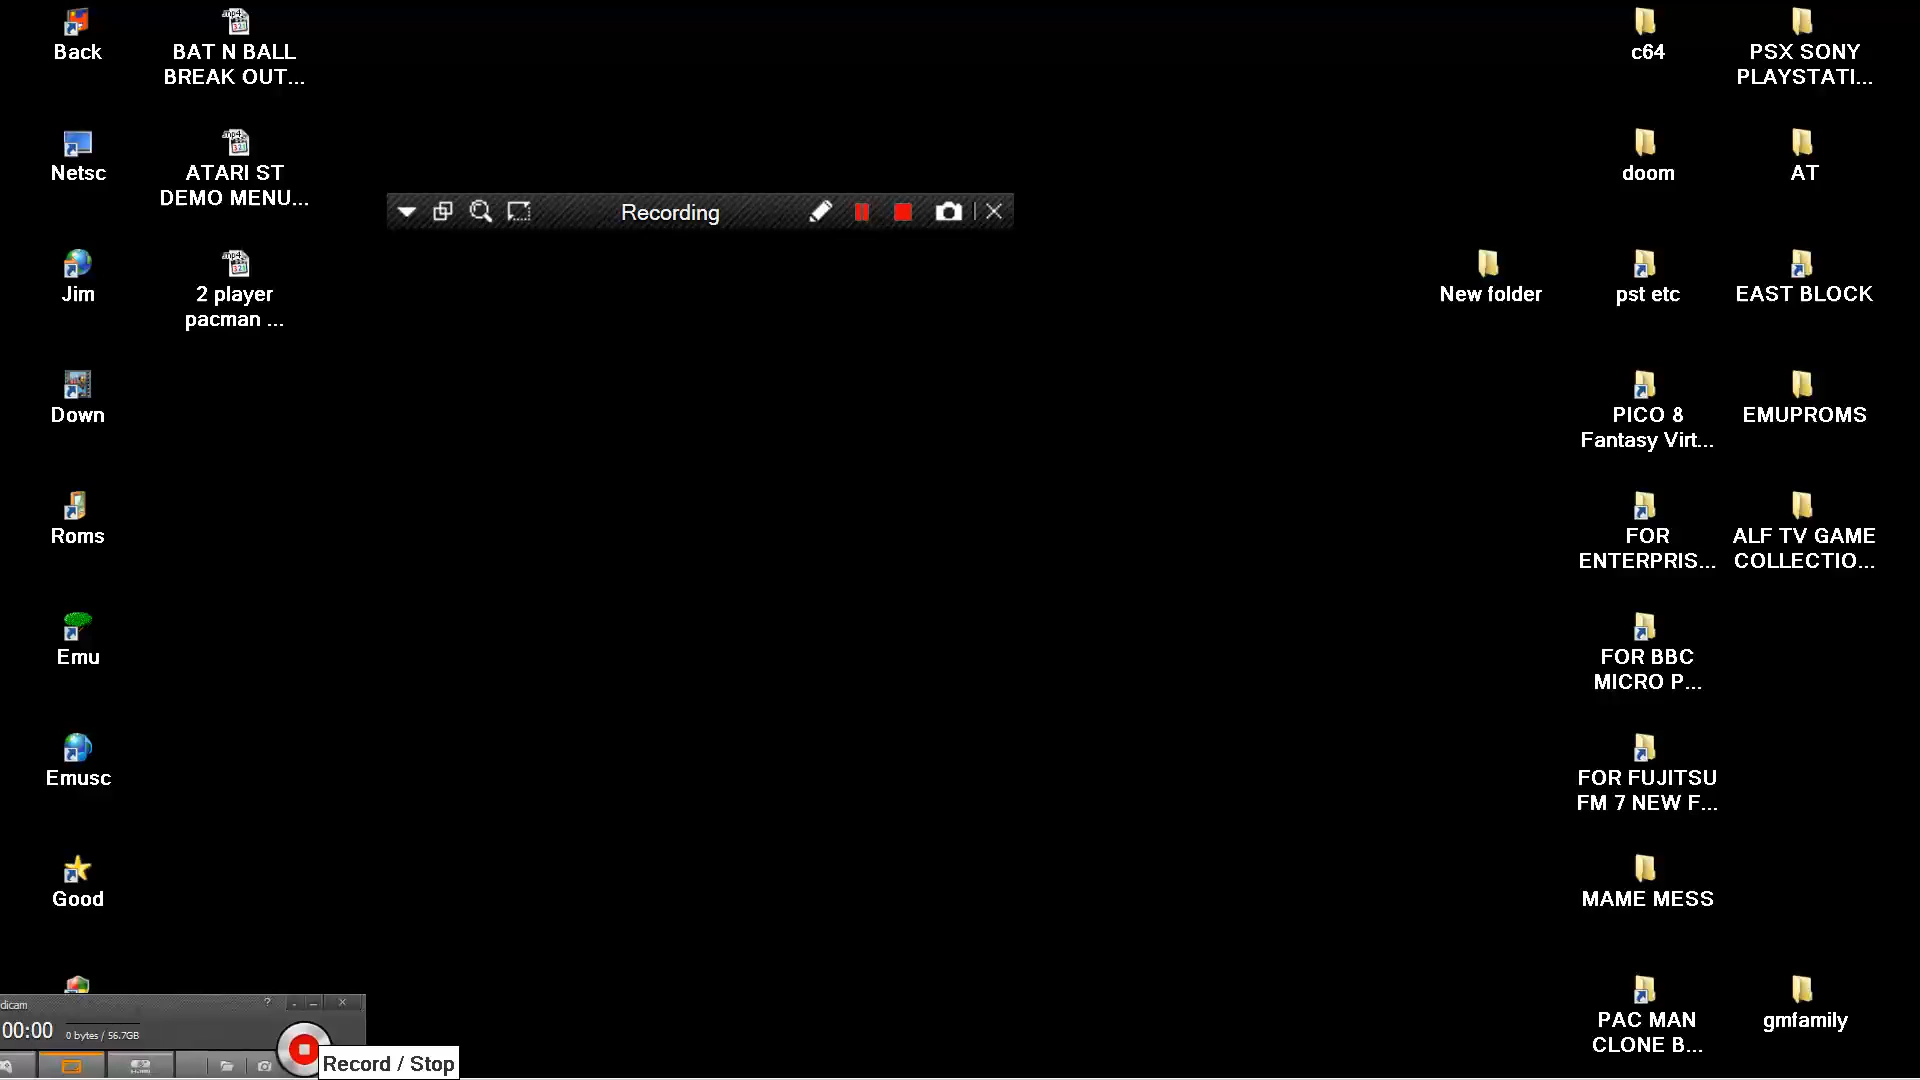 Back
BAT N BALL
BREAK OUT...
c64
PSX SONY
PLAYSTATI...
Netsc
ATARI ST
DEMO MENU...
doom
AT
Recording
Jim
2 player
pacman ...
New folder
pst etc
EAST BLOCK
Down
PICO 8
Fantasy Virt...
EMUPROMS
Roms
FOR
ENTERPRIS...
ALF TV GAME
COLLECTIO...
Emu
FOR BBC
MICRO P...
Emusc
FOR FUJITSU
FM 7 NEW F...
Good
MAME MESS
PAC MAN
CLONE B...
gmfamily
dicam
00:00
0 bytes / 56.7GB
Record / Stop